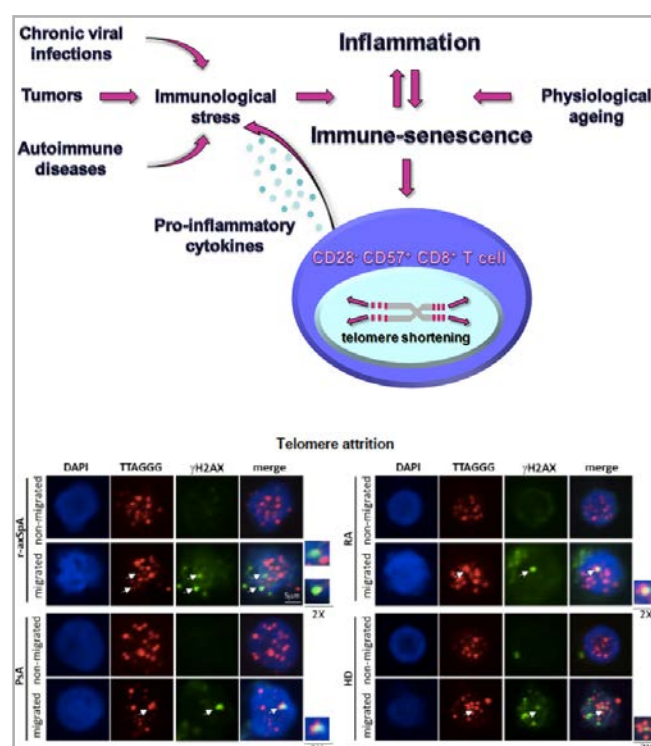 Chronic viral
infections
Tumors
Autoimmune
diseases
Immunological
stress
Pro-inflammatory
cytokines
Inflammation
Immune-senescence
Physiological
ageing
CD28⁻ CD57⁺ CD8⁺ T cell
telomere shortening
Telomere attrition
DAPI TTAGGG γH2AX merge
r-axSpA
non-migrated
migrated
5µm
2X
PsA
non-migrated
migrated
DAPI TTAGGG γH2AX merge
RA
non-migrated
migrated
2X
HD
non-migrated
migrated